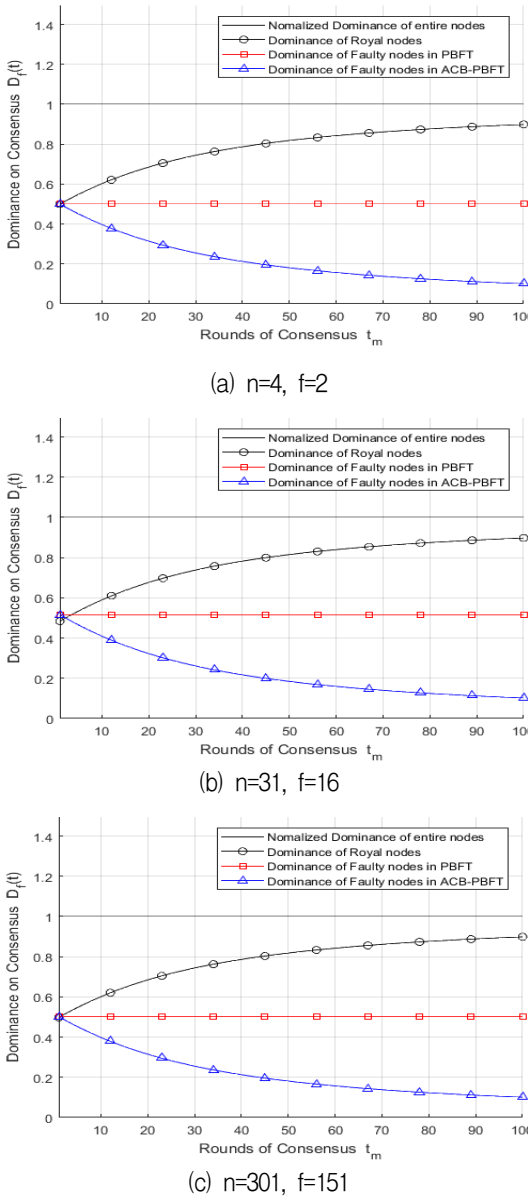 1.4
1.2
1
0.8
0.6
0.4
0.2
0
Dominance on Consensus D_f(t)
Nomalized Dominance of entire nodes
Dominance of Royal nodes
Dominance of Faulty nodes in PBFT
Dominance of Faulty nodes in ACB-PBFT
10 20 30 40 50 60 70 80 90 100
Rounds of Consensus t_m
(a) n=4, f=2
1.4
1.2
1
0.8
0.6
0.4
0.2
0
Dominance on Consensus D_f(t)
Nomalized Dominance of entire nodes
Dominance of Royal nodes
Dominance of Faulty nodes in PBFT
Dominance of Faulty nodes in ACB-PBFT
10 20 30 40 50 60 70 80 90 100
Rounds of Consensus t_m
(b) n=31, f=16
1.4
1.2
1
0.8
0.6
0.4
0.2
0
Dominance on Consensus D_f(t)
Nomalized Dominance of entire nodes
Dominance of Royal nodes
Dominance of Faulty nodes in PBFT
Dominance of Faulty nodes in ACB-PBFT
10 20 30 40 50 60 70 80 90 100
Rounds of Consensus t_m
(c) n=301, f=151